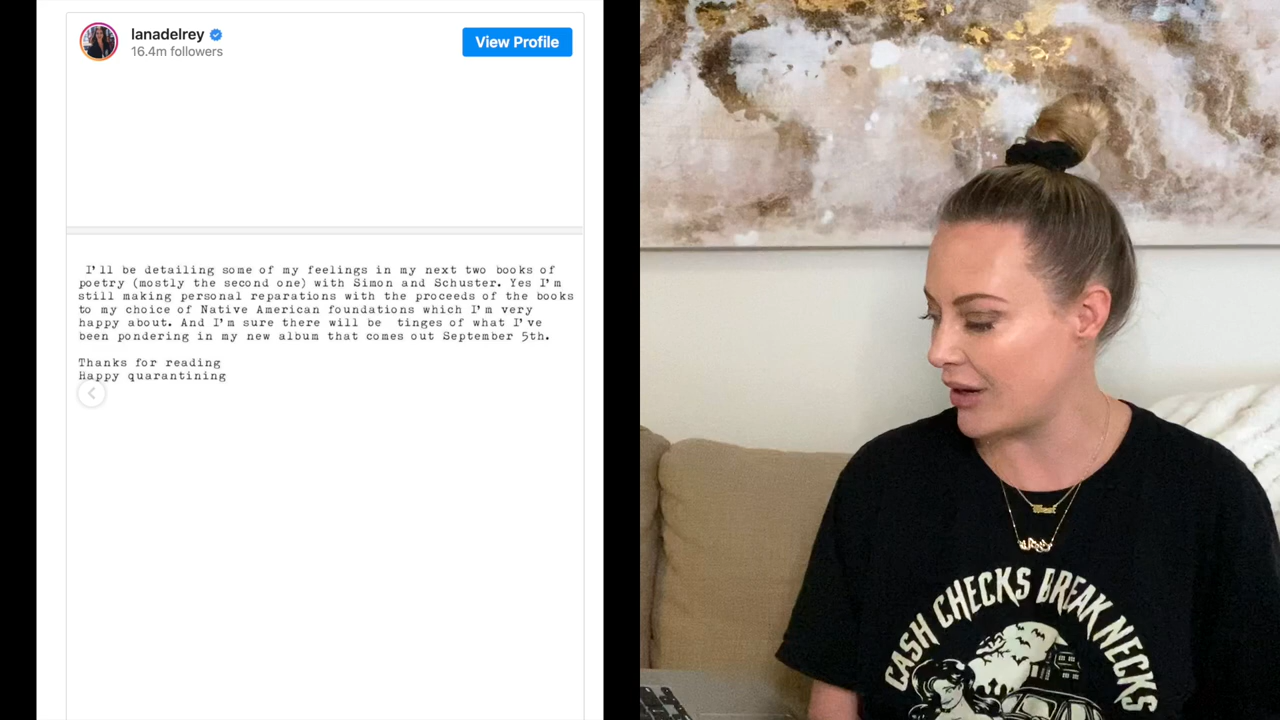 lanadelrey
16.4m followers
View Profile
I'll be detailing some of my feelings in my next two books of
poetry (mostly the second one) with Simon and Schuster. Yes I'm
still making personal reparations with the proceeds of the books
to my choice of Native American foundations which I'm very
happy about. And I'm sure there will be tinges of what I've
been pondering in my new album that comes out September 5th.
Thanks for reading
Happy quarantining
CASH CHECKS BREAK NECKS